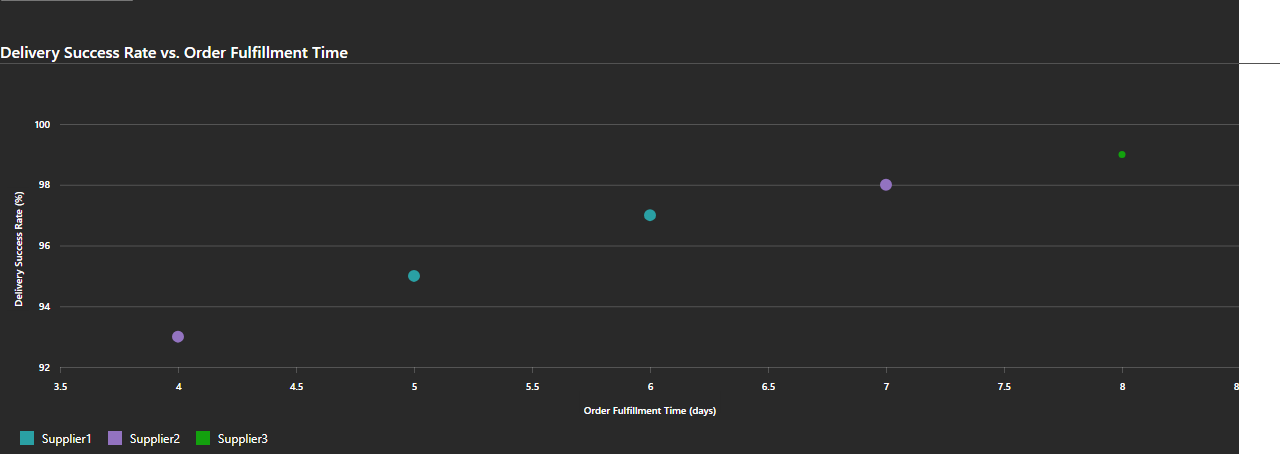 Delivery Success Rate vs. Order Fulfillment Time
100
98
96
94
92
Delivery Success Rate (%)
3.5 4 4.5 5 5.5 6 6.5 7 7.5 8 8
Order Fulfillment Time (days)
Supplier1 Supplier2 Supplier3